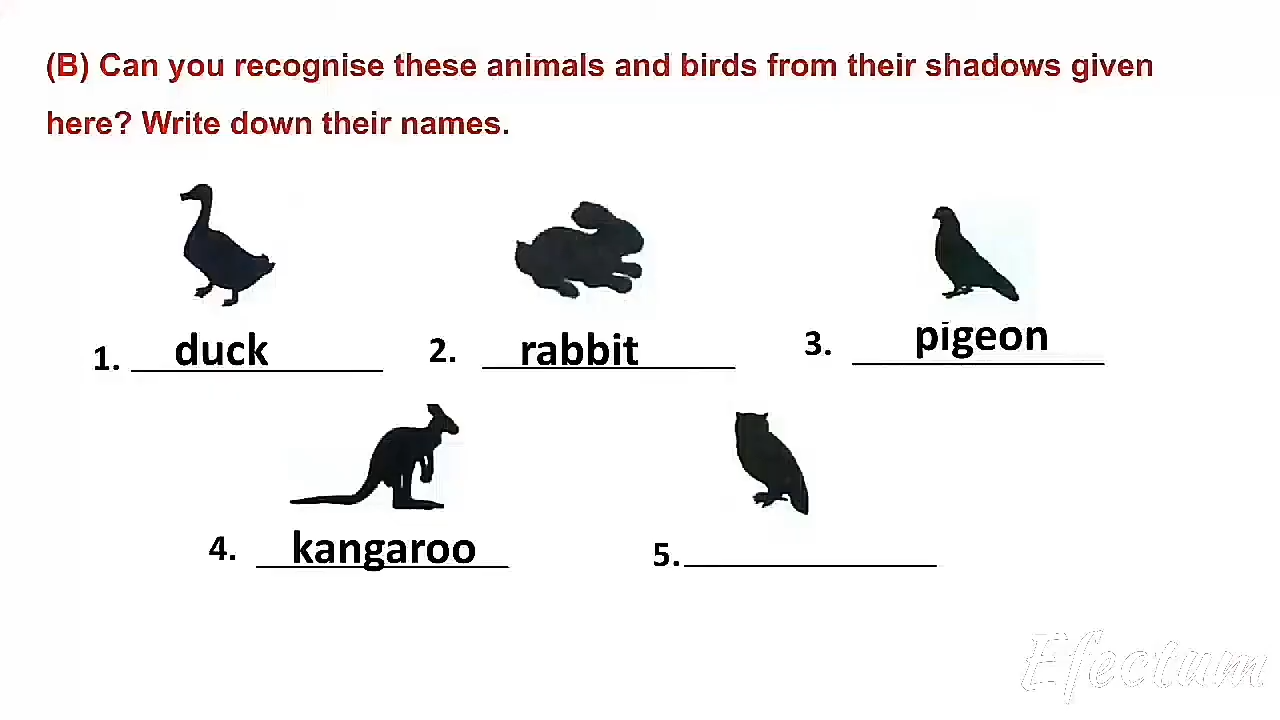 (B) Can you recognise these animals and birds from their shadows given
here? Write down their names.
1. duck 2. rabbit 3. pigeon
4. kangaroo 5.
Efectum